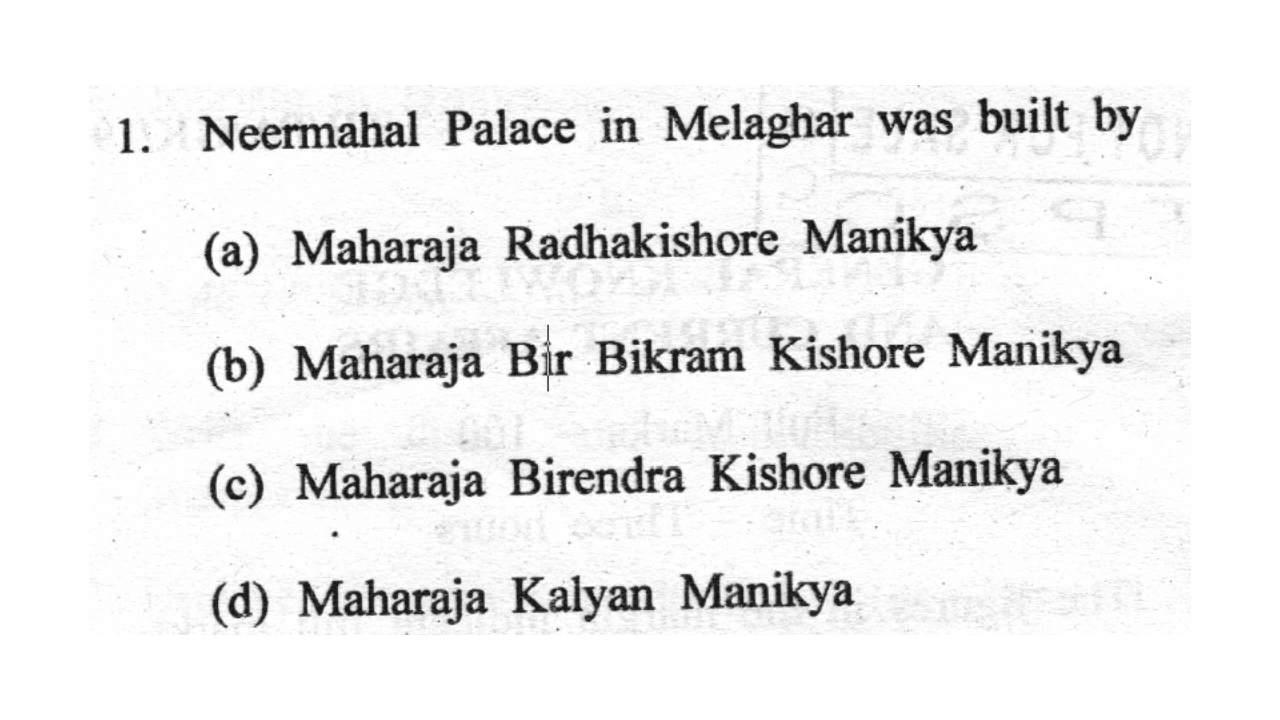 1. Neermahal Palace in Melaghar was built by
(a) Maharaja Radhakishore Manikya
(b) Maharaja Bir Bikram Kishore Manikya
(c) Maharaja Birendra Kishore Manikya
(d) Maharaja Kalyan Manikya